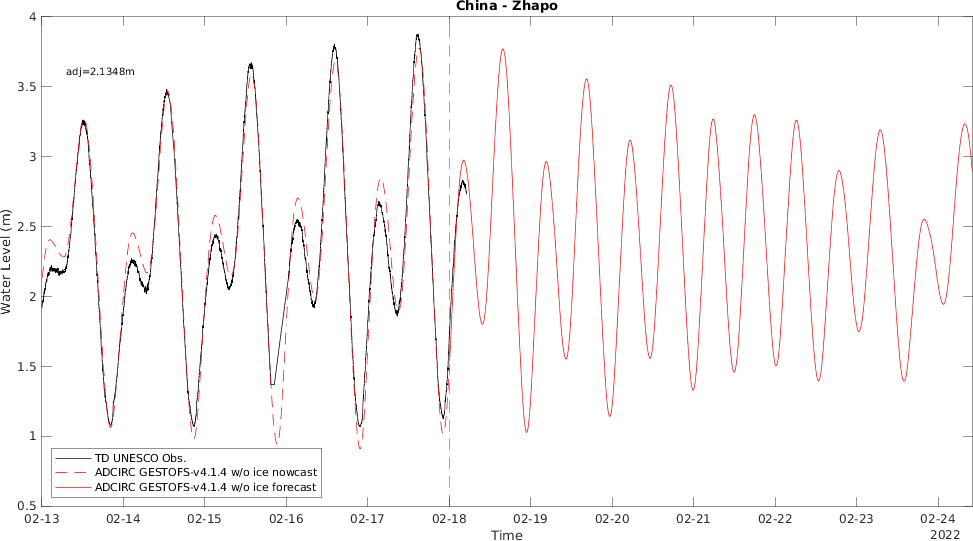 China - Zhapo
4
3.5
3
2.5
2
1.5
1
0.5
Water Level (m)
adj=2.1348m
TD UNESCO Obs.
ADCIRC GESTOFS-v4.1.4 w/o ice nowcast
ADCIRC GESTOFS-v4.1.4 w/o ice forecast
02-13 02-14 02-15 02-16 02-17 02-18 02-19 02-20 02-21 02-22 02-23 02-24
2022
Time